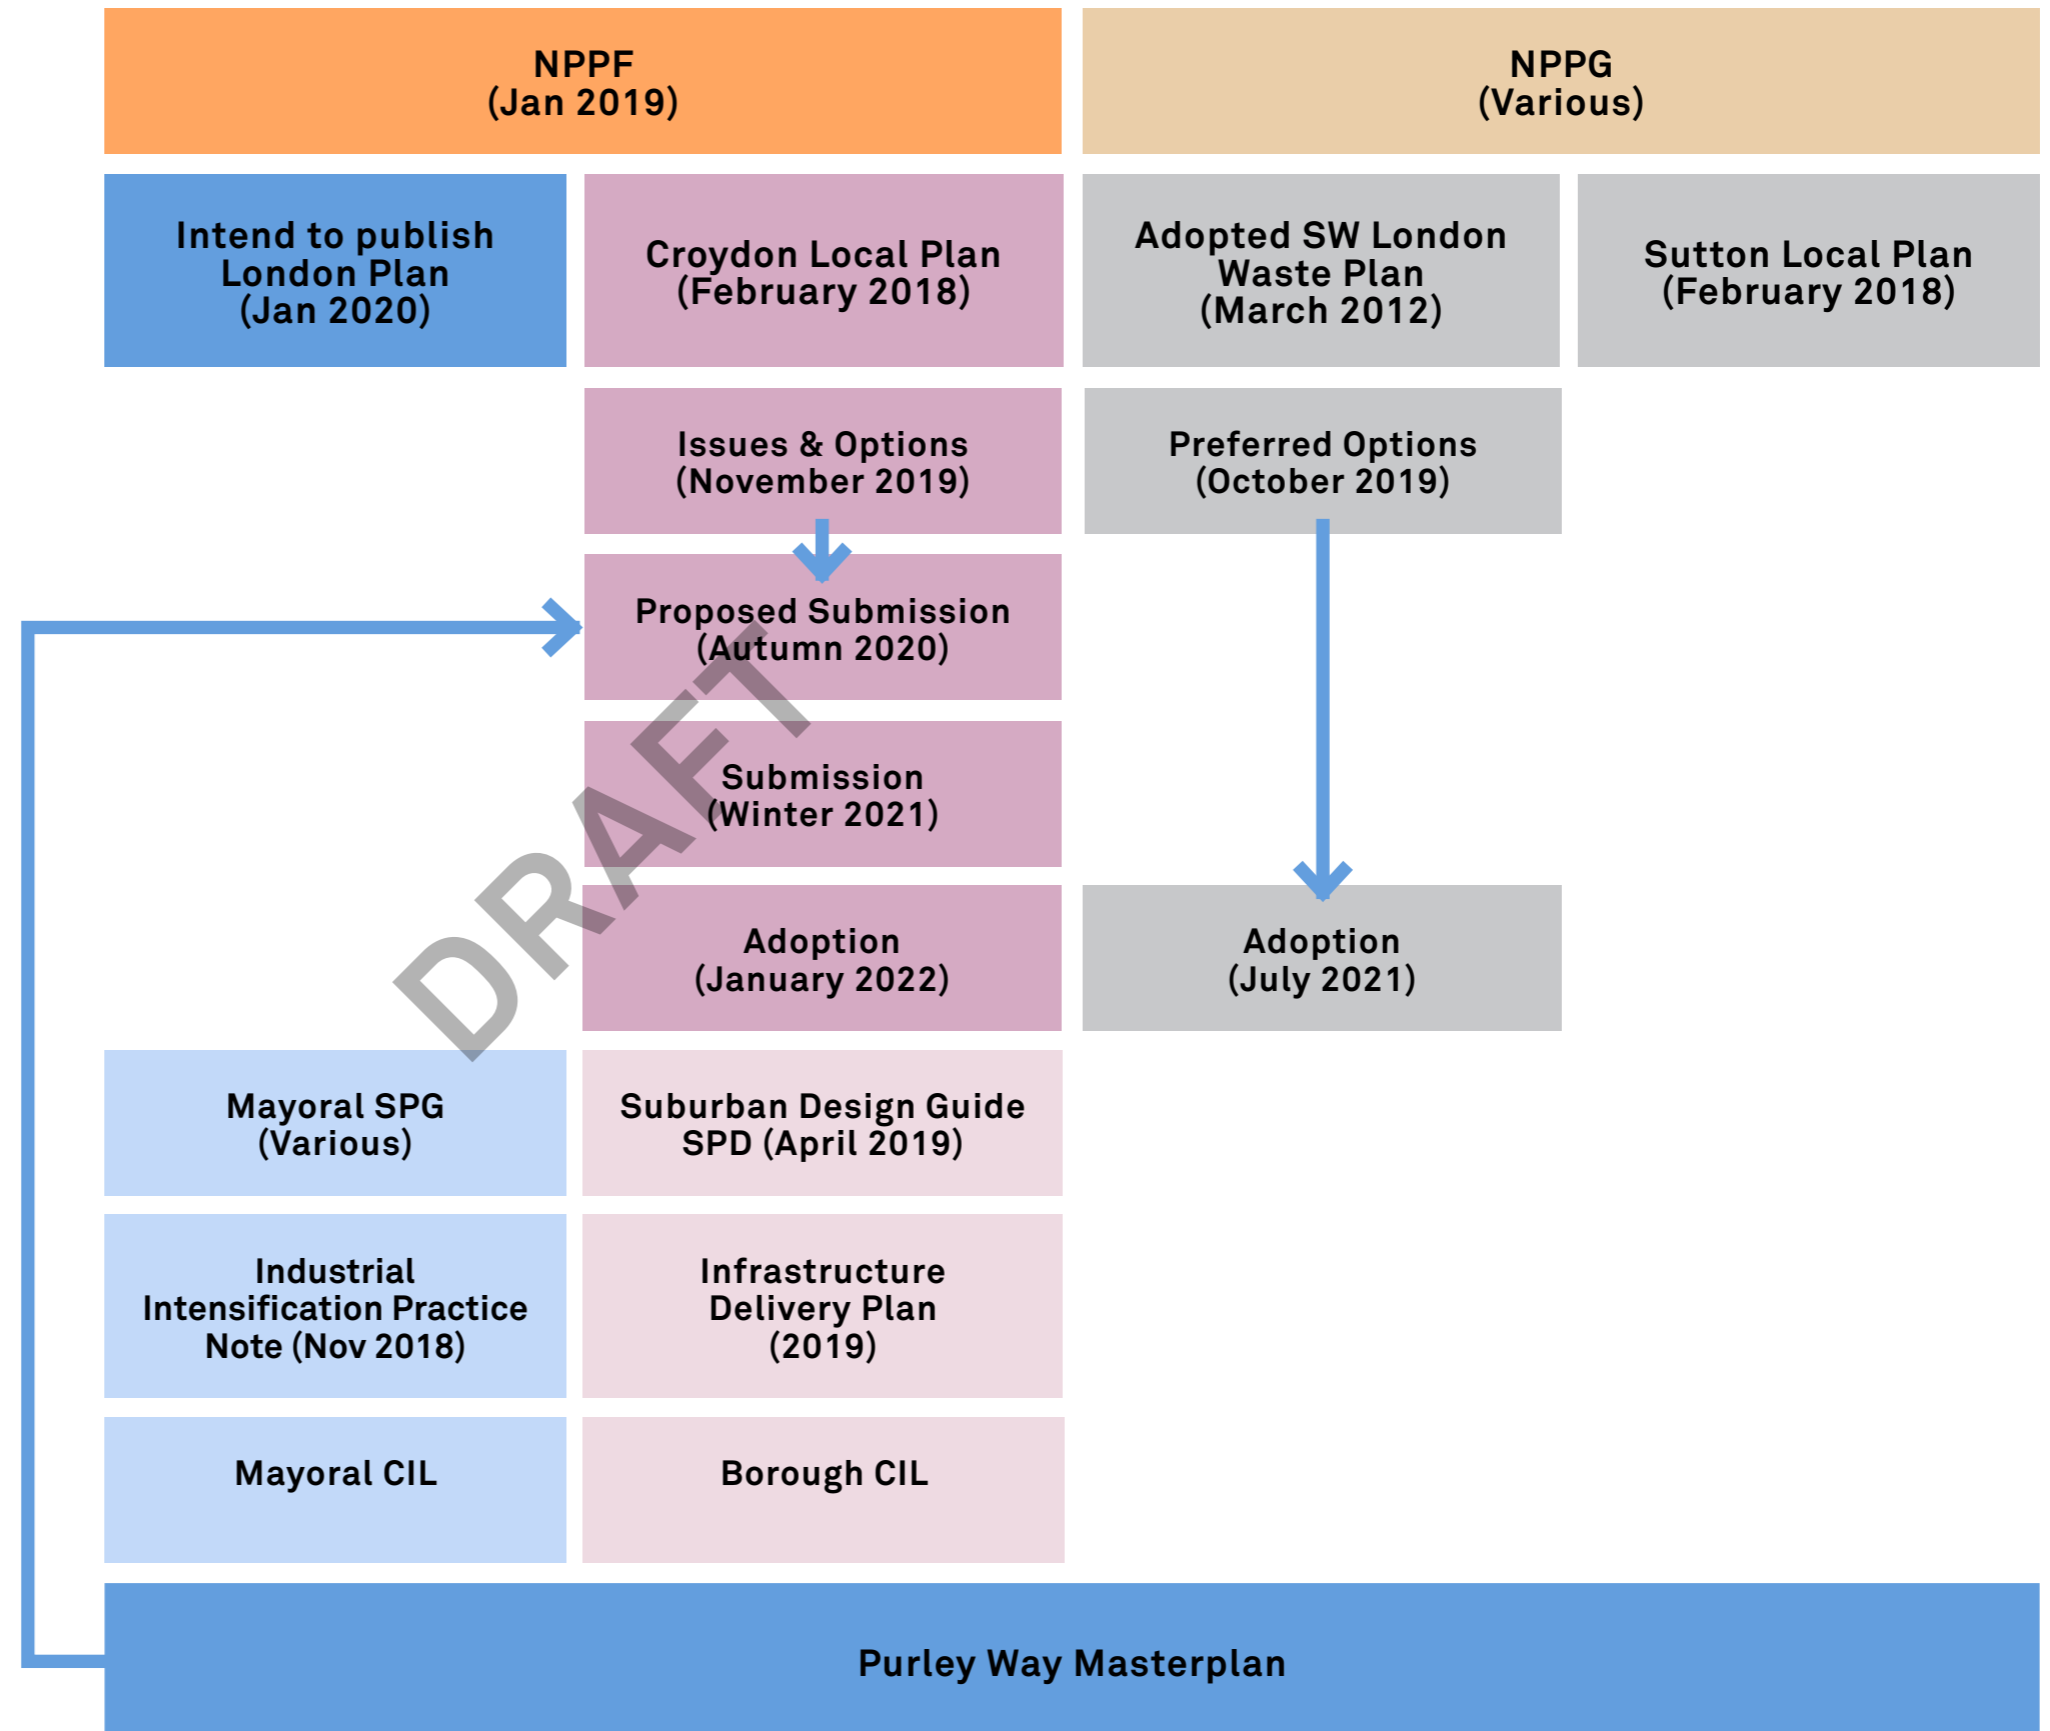 NPPF
(Jan 2019)
NPPG
(Various)
Intend to publish
London Plan
(Jan 2020)
Croydon Local Plan
(February 2018)
Adopted SW London
Waste Plan
(March 2012)
Sutton Local Plan
(February 2018)
Issues & Options
(November 2019)
Preferred Options
(October 2019)
Proposed Submission
(Autumn 2020)
Submission
(Winter 2021)
DRAFT
Adoption
(January 2022)
Adoption
(July 2021)
Mayoral SPG
(Various)
Suburban Design Guide
SPD (April 2019)
Industrial
Intensification Practice
Note (Nov 2018)
Infrastructure
Delivery Plan
(2019)
Mayoral CIL
Borough CIL
Purley Way Masterplan